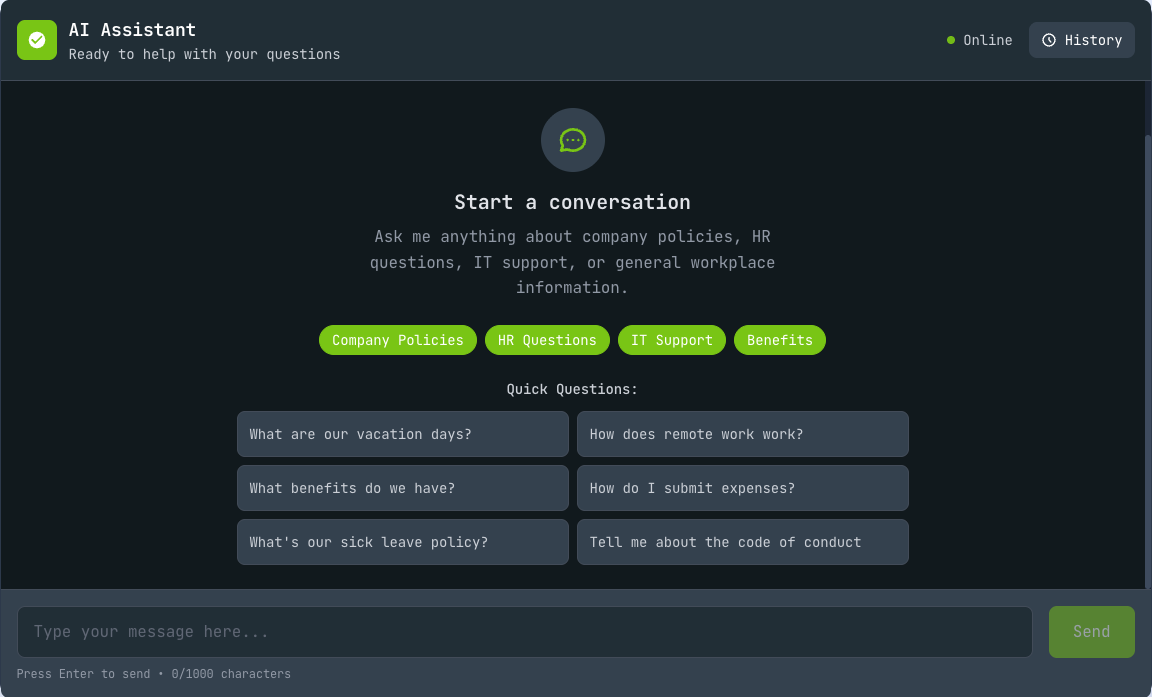 AI Assistant
Ready to help with your questions
Online
History
Start a conversation
Ask me anything about company policies, HR
questions, IT support, or general workplace
information.
Company Policies
HR Questions
IT Support
Benefits
Quick Questions:
What are our vacation days?
How does remote work work?
What benefits do we have?
How do I submit expenses?
What's our sick leave policy?
Tell me about the code of conduct
Type your message here...
Send
Press Enter to send • 0/1000 characters